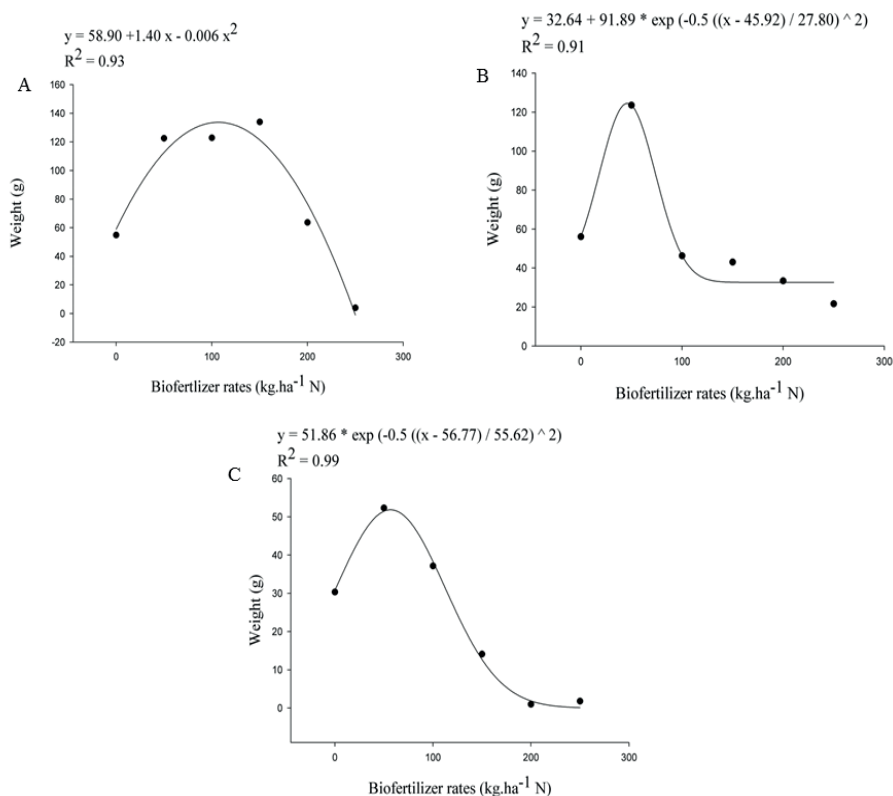 y = 58.90 +1.40 x - 0.006 x²
R² = 0.93
A
160
140
120
100
80
60
40
20
0
-20
Weight (g)
0
100
200
300
Biofertlizer rates (kg.ha⁻¹ N)
y = 32.64 + 91.89 * exp (-0.5 ((x - 45.92) / 27.80) ^ 2)
R² = 0.91
B
140
120
100
80
60
40
20
0
Weight (g)
0
100
200
300
Biofertilizer rates (kg.ha⁻¹ N)
y = 51.86 * exp (-0.5 ((x - 56.77) / 55.62) ^ 2)
R² = 0.99
C
60
50
40
30
20
10
0
Weight (g)
0
100
200
300
Biofertilizer rates (kg.ha⁻¹ N)